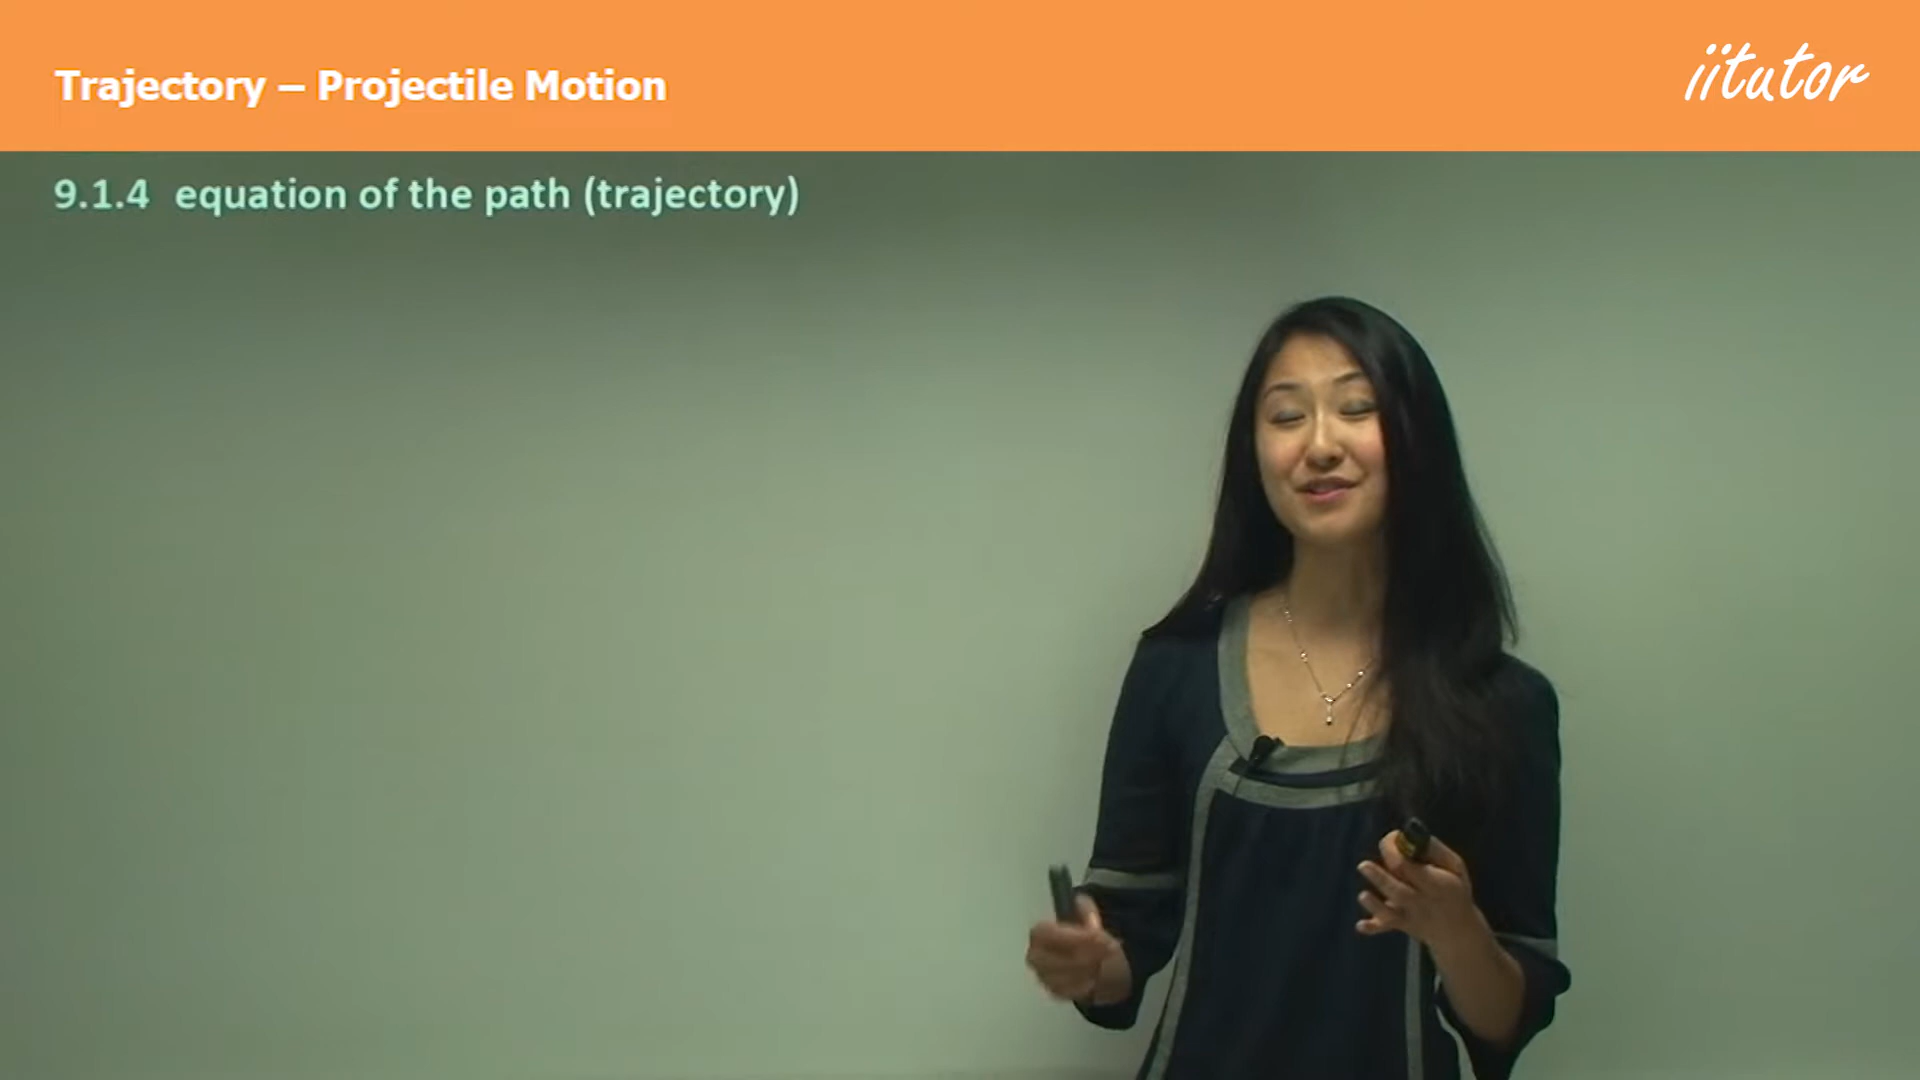 Trajectory – Projectile Motion
iitutor
9.1.4 equation of the path (trajectory)